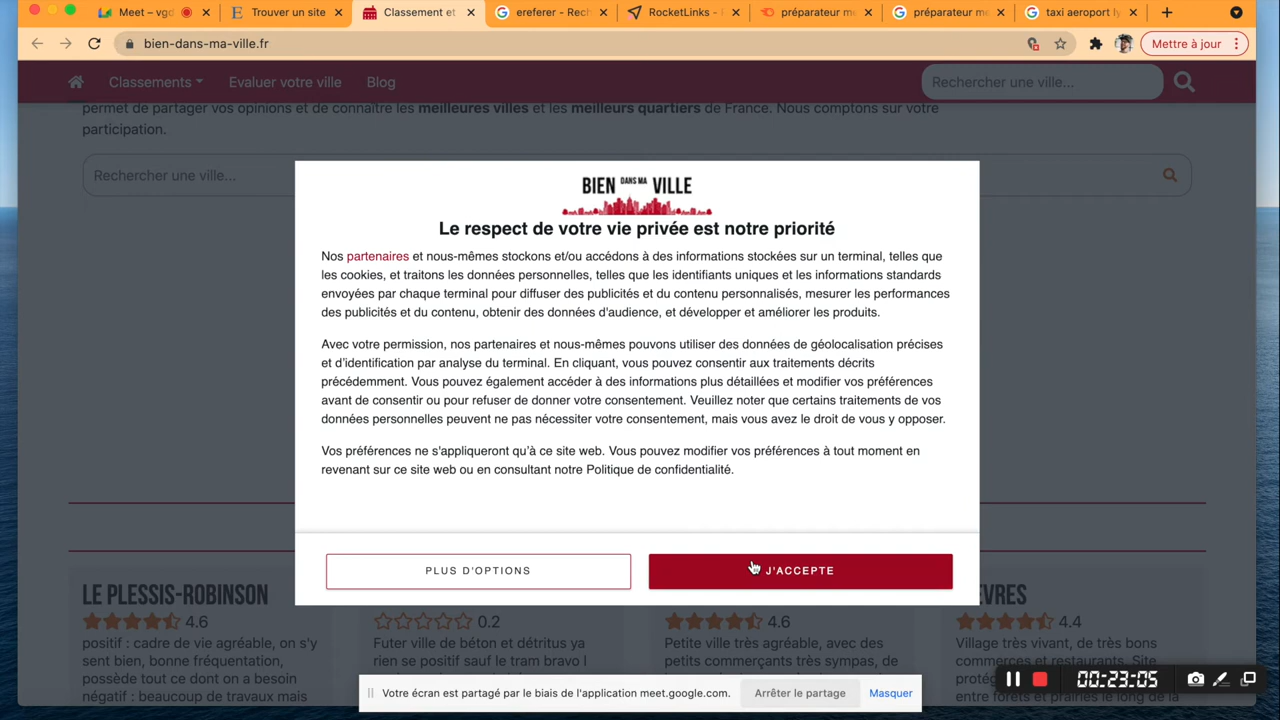 Meet – vgd
Trouver un site
Classement et
ereferer - Rech
RocketLinks - F
préparateur me
préparateur me
taxi aeroport ly
bien-dans-ma-ville.fr
Mettre à jour
Classements
Evaluer votre ville
Blog
Rechercher une ville...
permet de partager vos opinions et de connaître les meilleures villes et les meilleurs quartiers de France. Nous comptons sur votre
participation.
Rechercher une ville...
BIEN DANS MA VILLE
Le respect de votre vie privée est notre priorité
Nos partenaires et nous-mêmes stockons et/ou accédons à des informations stockées sur un terminal, telles que
les cookies, et traitons les données personnelles, telles que les identifiants uniques et les informations standards
envoyées par chaque terminal pour diffuser des publicités et du contenu personnalisés, mesurer les performances
des publicités et du contenu, obtenir des données d'audience, et développer et améliorer les produits.
Avec votre permission, nos partenaires et nous-mêmes pouvons utiliser des données de géolocalisation précises
et d’identification par analyse du terminal. En cliquant, vous pouvez consentir aux traitements décrits
précédemment. Vous pouvez également accéder à des informations plus détaillées et modifier vos préférences
avant de consentir ou pour refuser de donner votre consentement. Veuillez noter que certains traitements de vos
données personnelles peuvent ne pas nécessiter votre consentement, mais vous avez le droit de vous y opposer.
Vos préférences ne s'appliqueront qu’à ce site web. Vous pouvez modifier vos préférences à tout moment en
revenant sur ce site web ou en consultant notre Politique de confidentialité.
PLUS D'OPTIONS
J'ACCEPTE
LE PLESSIS-ROBINSON
4.6
positif : cadre de vie agréable, on s'y
sent bien, bonne fréquentation,
possède tout ce dont on a besoin
négatif : beaucoup de travaux mais
0.2
Futer ville de béton et détritus ya
rien se positif sauf le tram bravo l
4.6
Petite ville très agréable, avec des
petits commerçants très sympas, de
EVRES
4.4
Village très vivant, de très bons
commerces et restaurants. Site
entre forêts et prairies le long de la
Votre écran est partagé par le biais de l'application meet.google.com.
Arrêter le partage
Masquer
00:23:05